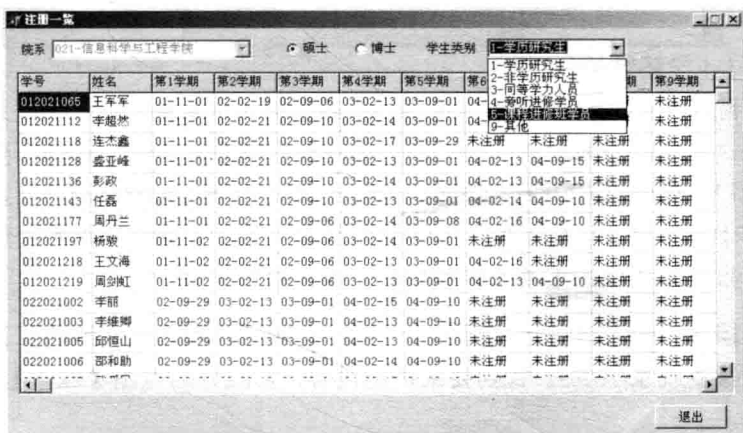 注册一览
院系 021-信息科学与工程学院 硕士 博士 学生类别 1-学历研究生
1-学历研究生
2-非学历研究生
3-同等学力人员
4-旁听进修学员
5-课程进修班学员
9-其他
学号 姓名 第1学期 第2学期 第3学期 第4学期 第5学期 第6 期 第9学期
012021065 王军军 01-11-01 02-02-19 02-09-06 03-02-13 03-09-01 04- 未注册
012021112 李超然 01-11-01 02-02-21 02-09-10 03-02-14 03-09-01 04- 未注册
012021118 连杰鑫 01-11-01 02-02-21 02-09-10 03-02-17 03-09-29 未注册 未注册 未注册 未注册
012021128 盛亚峰 01-11-01 02-02-21 02-09-10 03-02-13 03-09-01 04-02-13 04-09-15 未注册 未注册
012021136 彭政 01-11-01 02-02-21 02-09-10 03-02-14 03-09-01 04-02-13 04-09-15 未注册 未注册
012021143 任磊 01-11-01 02-02-21 02-09-10 03-02-13 03-09-01 04-02-14 04-09-10 未注册 未注册
012021177 周丹兰 01-11-01 02-02-21 02-09-06 03-02-14 03-09-08 04-02-16 04-09-10 未注册 未注册
012021197 杨骏 01-11-02 02-02-21 02-09-06 03-02-14 03-09-01 未注册 未注册 未注册 未注册
012021218 王文海 01-11-02 02-02-21 02-09-06 03-02-13 03-09-01 04-02-16 未注册 未注册 未注册
012021219 周剑虹 01-11-02 02-02-21 02-09-06 03-02-13 03-09-01 04-02-13 04-09-10 未注册 未注册
022021002 李丽 02-09-29 03-02-13 03-09-01 04-02-15 04-09-10 未注册 未注册 未注册 未注册
022021003 李维卿 02-09-29 03-02-13 03-09-01 04-02-13 04-09-10 未注册 未注册 未注册 未注册
022021005 邱恒山 02-09-29 03-02-13 03-09-01 04-02-13 04-09-10 未注册 未注册 未注册 未注册
022021006 邵和勋 02-09-29 03-02-13 03-09-01 04-02-14 04-09-10 未注册 未注册 未注册 未注册
退出